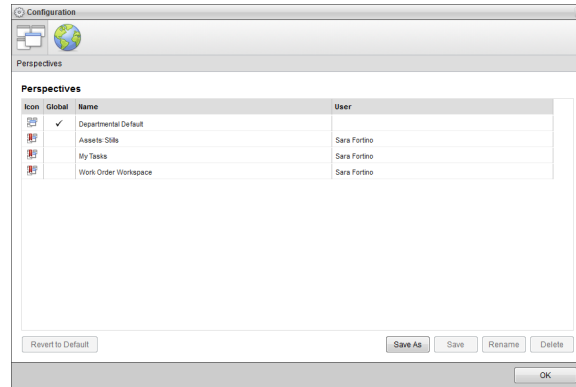 Configuration
Perspectives
Perspectives
Icon Global Name User
Departmental Default
Assets: Stills Sara Fortino
My Tasks Sara Fortino
Work Order Workspace Sara Fortino
Revert to Default Save As Save Rename Delete
OK